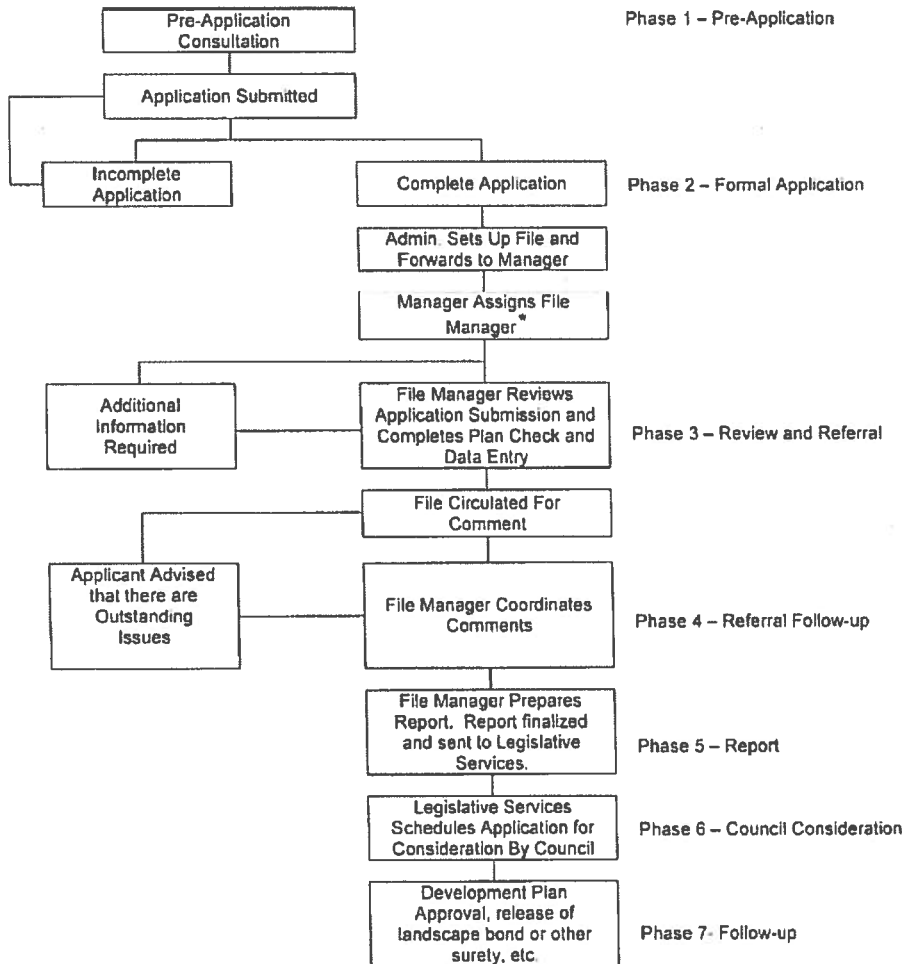 Pre-Application
Consultation
Phase 1 – Pre-Application
Application Submitted
Incomplete
Application
Complete Application
Phase 2 – Formal Application
Admin. Sets Up File and
Forwards to Manager
Manager Assigns File
Manager*
Additional
Information
Required
File Manager Reviews
Application Submission and
Completes Plan Check and
Data Entry
Phase 3 – Review and Referral
File Circulated For
Comment
Applicant Advised
that there are
Outstanding
Issues
File Manager Coordinates
Comments
Phase 4 – Referral Follow-up
File Manager Prepares
Report. Report finalized
and sent to Legislative
Services.
Phase 5 – Report
Legislative Services
Schedules Application for
Consideration By Council
Phase 6 – Council Consideration
Development Plan
Approval, release of
landscape bond or other
surety, etc.
Phase 7- Follow-up